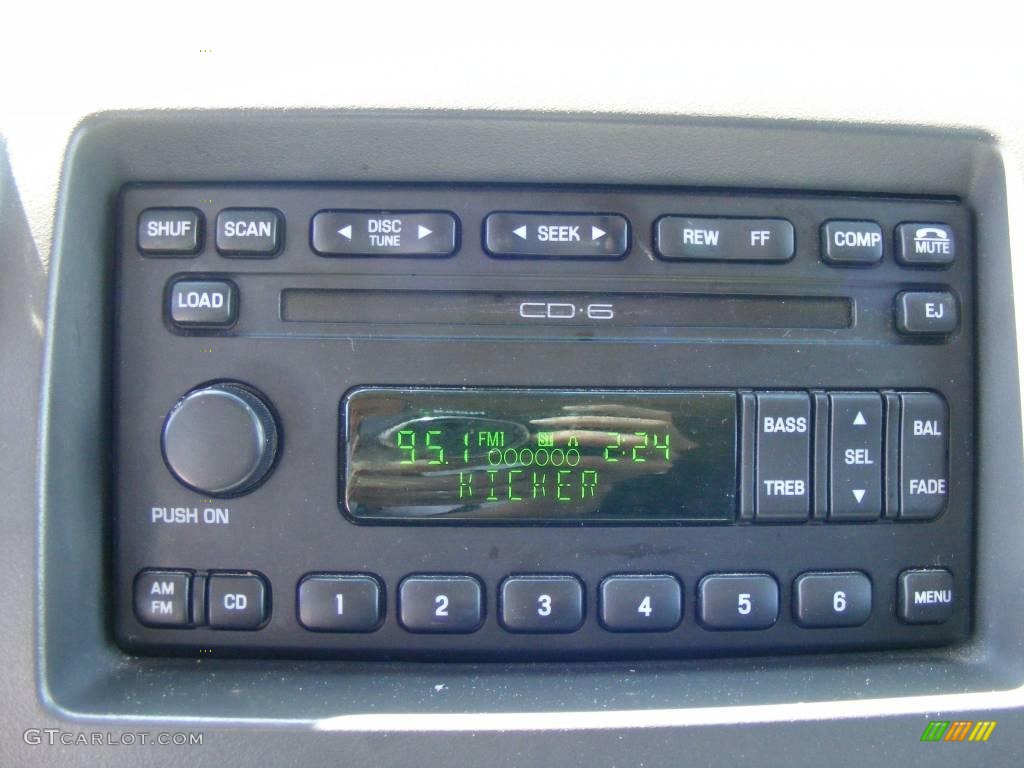 SHUF SCAN ◄ DISC TUNE ► ◄ SEEK ► REW FF COMP MUTE
LOAD CD·6 EJ
95.1 FM1 ST 2:24
KICKER
BASS ▲ BAL
SEL
TREB ▼ FADE
PUSH ON
AM FM CD 1 2 3 4 5 6 MENU
GTCARLOT.COM